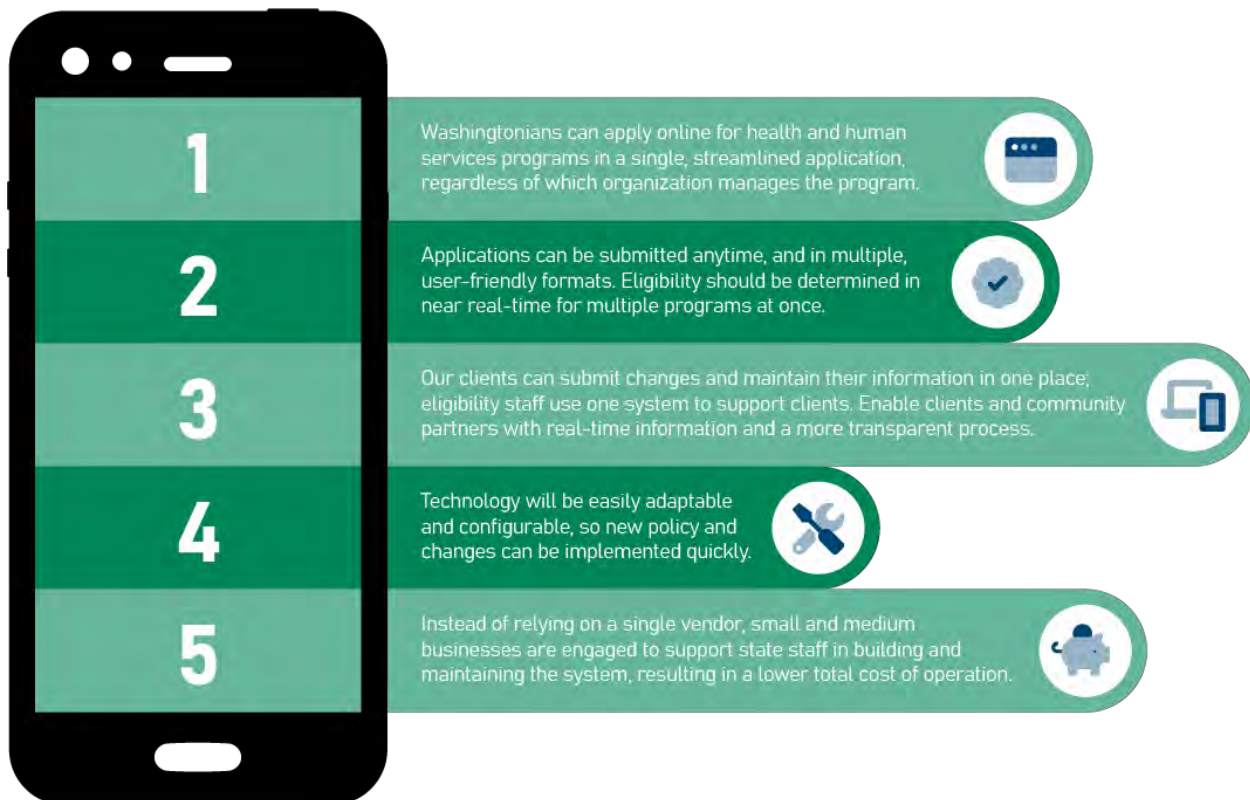 1
Washingtonians can apply online for health and human
services programs in a single, streamlined application,
regardless of which organization manages the program.
2
Applications can be submitted anytime, and in multiple,
user-friendly formats. Eligibility should be determined in
near real-time for multiple programs at once.
3
Our clients can submit changes and maintain their information in one place;
eligibility staff use one system to support clients. Enable clients and community
partners with real-time information and a more transparent process.
4
Technology will be easily adaptable
and configurable, so new policy and
changes can be implemented quickly.
5
Instead of relying on a single vendor, small and medium
businesses are engaged to support state staff in building and
maintaining the system, resulting in a lower total cost of operation.